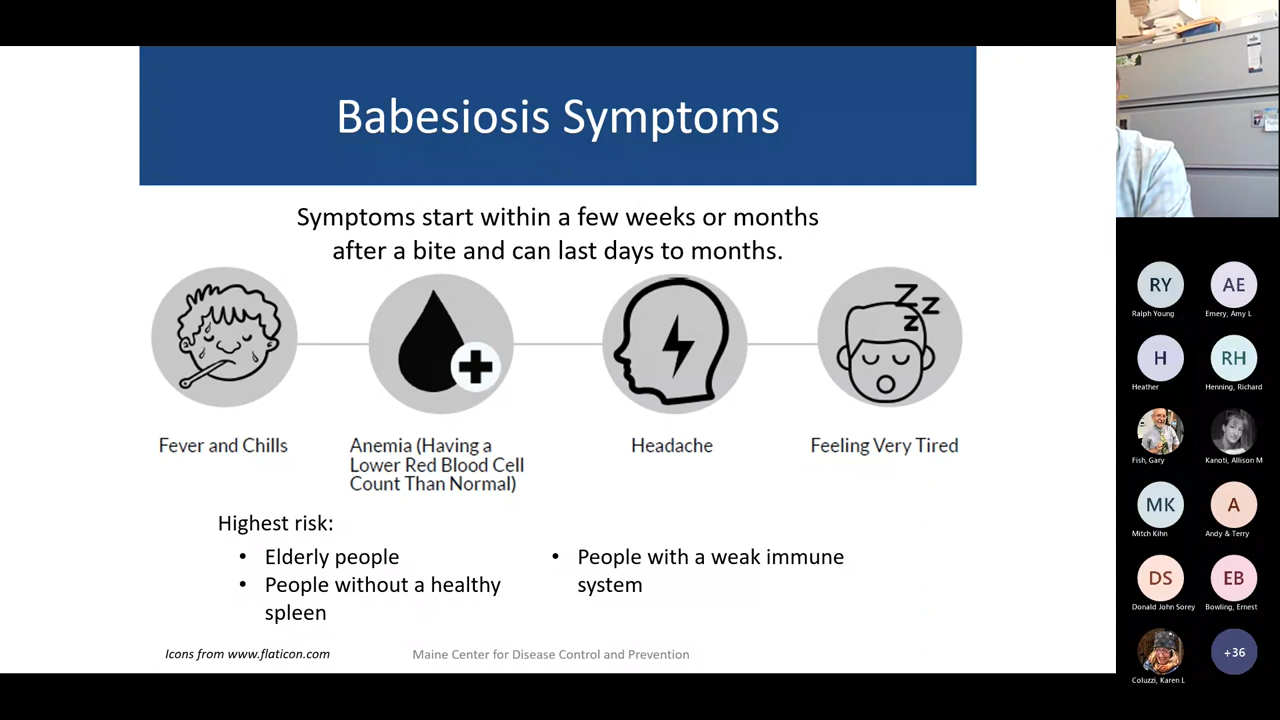 Babesiosis Symptoms
Symptoms start within a few weeks or months
after a bite and can last days to months.
Fever and Chills
Anemia (Having a
Lower Red Blood Cell
Count Than Normal)
Headache
Z Z Z
Feeling Very Tired
Highest risk:
• Elderly people
• People without a healthy
spleen
• People with a weak immune
system
Icons from www.flaticon.com
Maine Center for Disease Control and Prevention
RY
Ralph Young
AE
Emery, Amy L
H
Heather
RH
Henning, Richard
Fish, Gary
Kanoti, Allison M
MK
Mitch Kihn
A
Andy & Terry
DS
Donald John Sorey
EB
Bowling, Ernest
Coluzzi, Karen L
+36